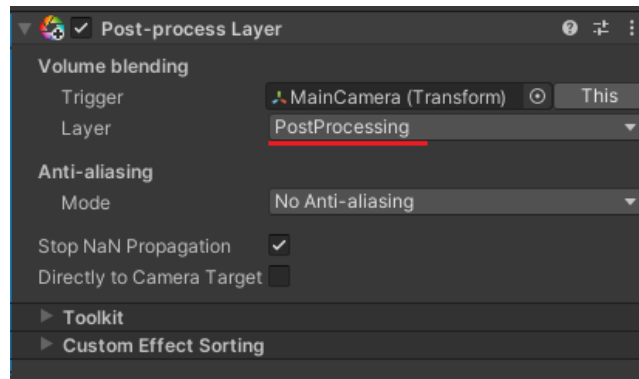 Post-process Layer
Volume blending
Trigger MainCamera (Transform) This
Layer PostProcessing
Anti-aliasing
Mode No Anti-aliasing
Stop NaN Propagation
Directly to Camera Target
Toolkit
Custom Effect Sorting